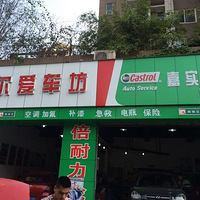 尔爱车坊
Castrol
嘉实
Auto Service
空调加氟 补漆 急救 电瓶 保险
倍耐力